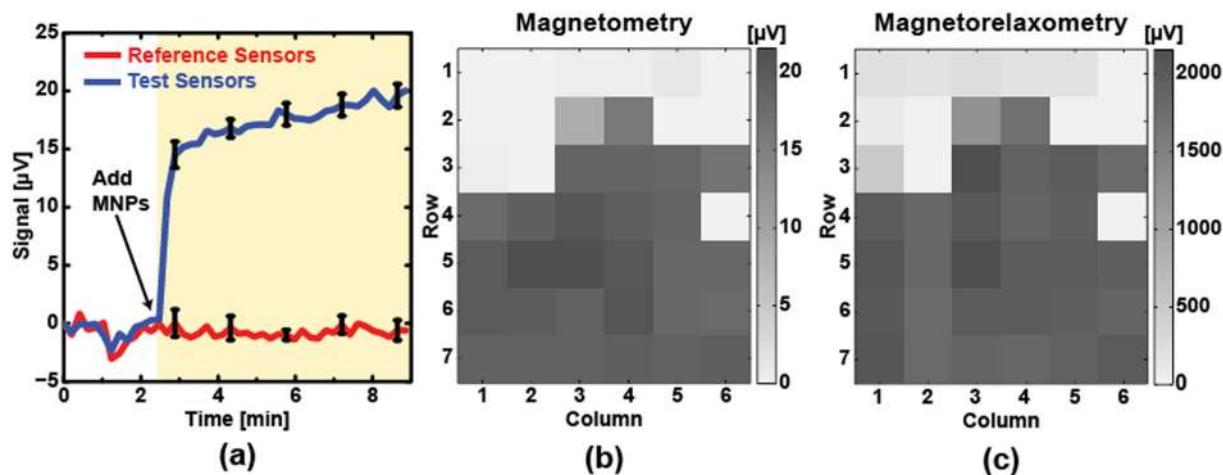 25
20
15
10
5
0
−5
Signal [µV]
Reference Sensors
Test Sensors
Add
MNPs
0 2 4 6 8
Time [min]
(a)
Magnetometry
[µV]
1
2
3
4
5
6
7
Row
1 2 3 4 5 6
Column
20
15
10
5
0
(b)
Magnetorelaxometry
[µV]
1
2
3
4
5
6
7
Row
1 2 3 4 5 6
Column
2000
1500
1000
500
0
(c)